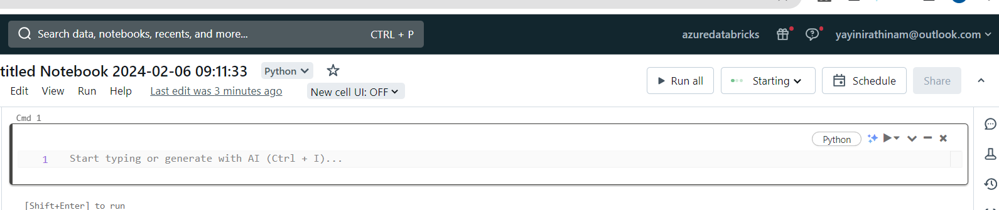 Search data, notebooks, recents, and more... CTRL + P azuredatabricks yayinirathinam@outlook.com
titled Notebook 2024-02-06 09:11:33 Python
Run all Starting Schedule Share
Edit View Run Help Last edit was 3 minutes ago New cell UI: OFF
Cmd 1
Python
1 Start typing or generate with AI (Ctrl + I)...
[Shift+Enter] to run